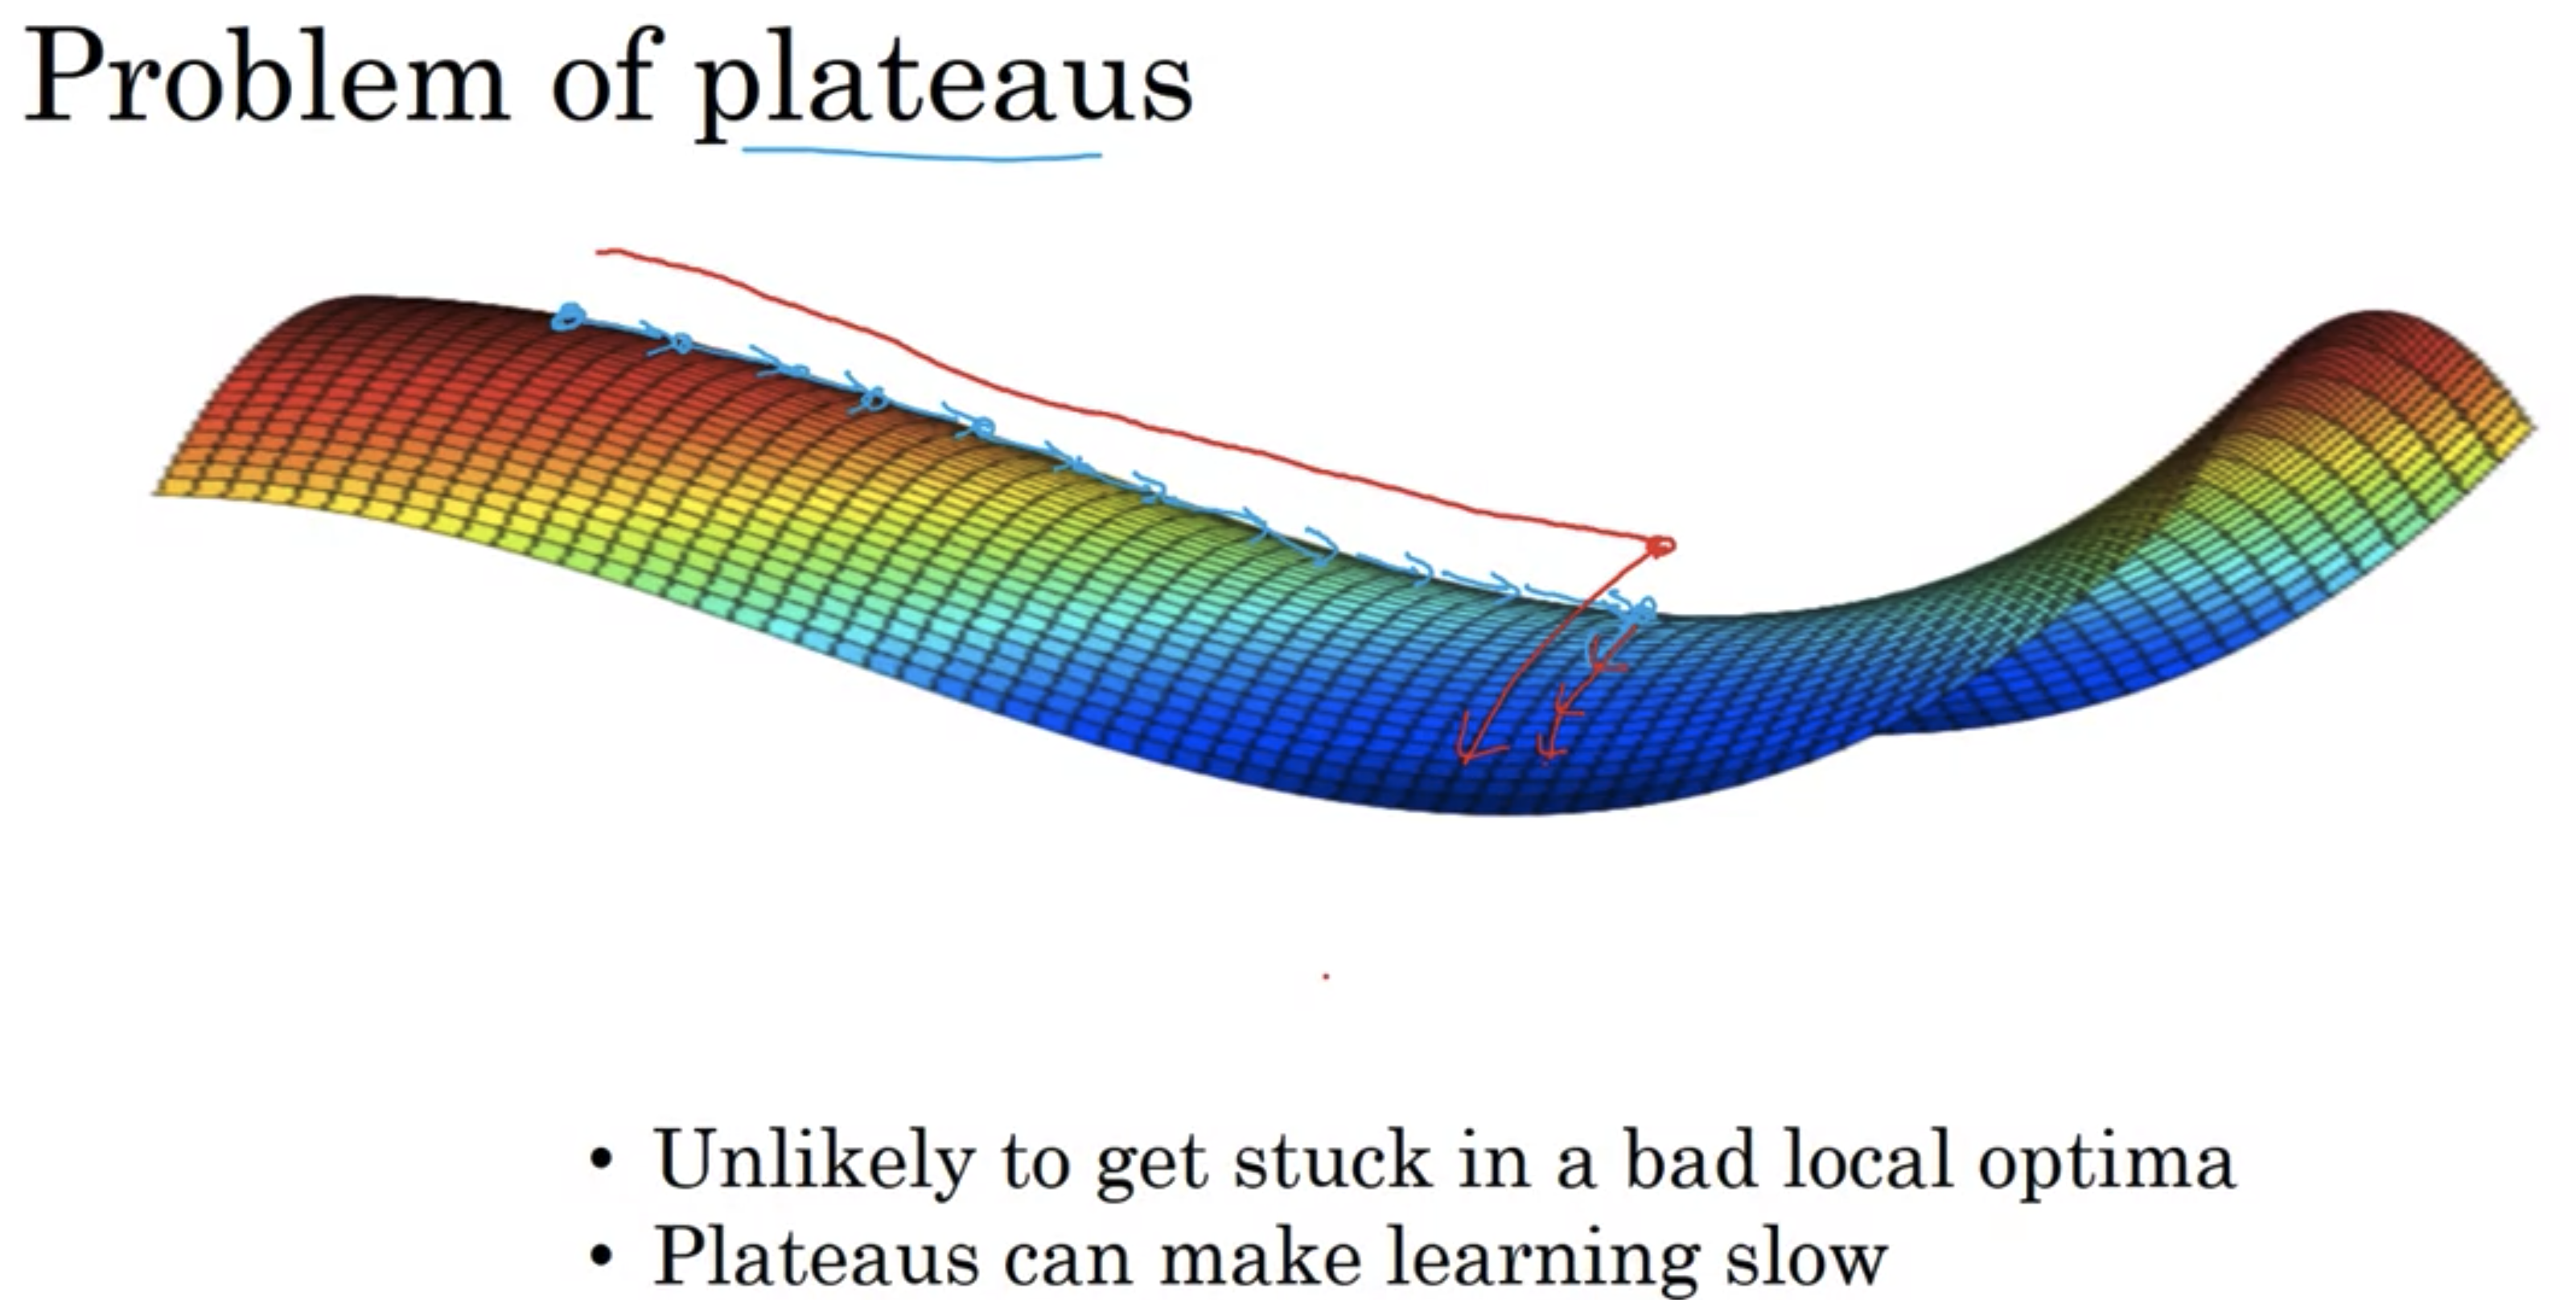 Problem of plateaus
• Unlikely to get stuck in a bad local optima
• Plateaus can make learning slow